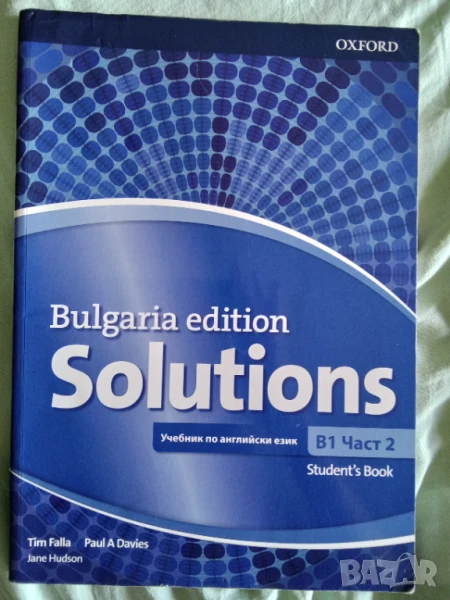 OXFORD
Bulgaria edition
Solutions
Учебник по английски език B1 Част 2
Student's Book
Tim Falla Paul A Davies
Jane Hudson
BAZAR